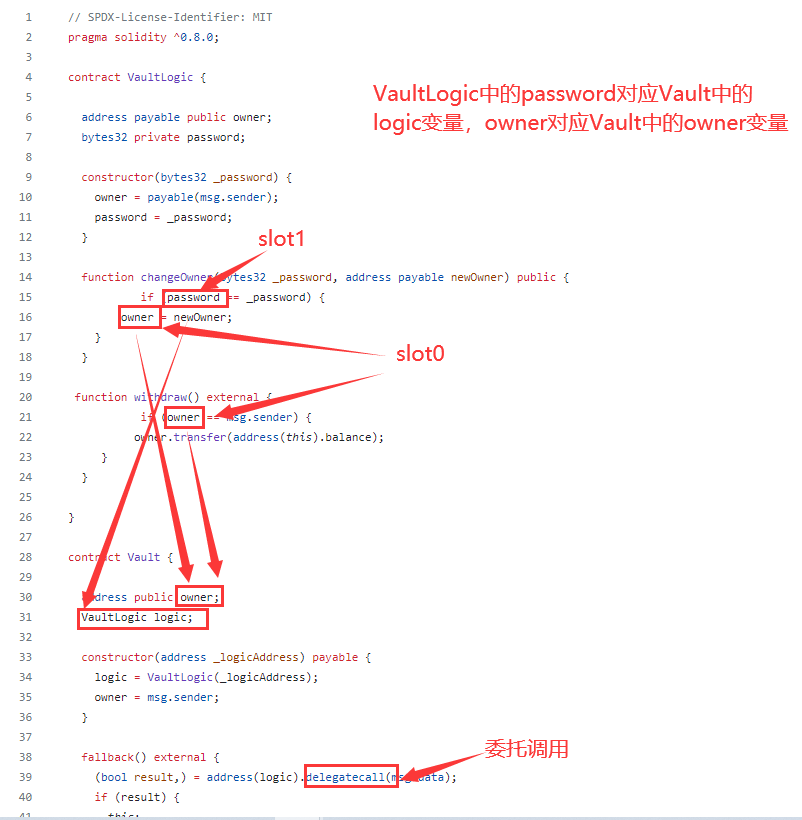 1 // SPDX-License-Identifier: MIT
2 pragma solidity ^0.8.0;
3
4 contract VaultLogic {
5
VaultLogic中的password对应Vault中的
logic变量，owner对应Vault中的owner变量
6 address payable public owner;
7 bytes32 private password;
8
9 constructor(bytes32 _password) {
10 owner = payable(msg.sender);
11 password = _password;
12 }
slot1
13
14 function changeOwner(bytes32 _password, address payable newOwner) public {
15 if (password == _password) {
16 owner = newOwner;
17 }
18 }
slot0
19
20 function withdraw() external {
21 if (owner == msg.sender) {
22 owner.transfer(address(this).balance);
23 }
24 }
25
26 }
27
28 contract Vault {
29
30 address public owner;
31 VaultLogic logic;
32
33 constructor(address _logicAddress) payable {
34 logic = VaultLogic(_logicAddress);
35 owner = msg.sender;
36 }
37
委托调用
38 fallback() external {
39 (bool result,) = address(logic).delegatecall(msg.data);
40 if (result) {
41 this;